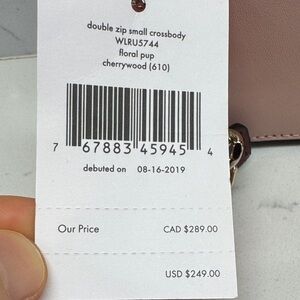 double zip small crossbody
WLRU5744
floral pup
cherrywood (610)
7 67883 45945 4
debuted on 08-16-2019
Our Price CAD $289.00
USD $249.00